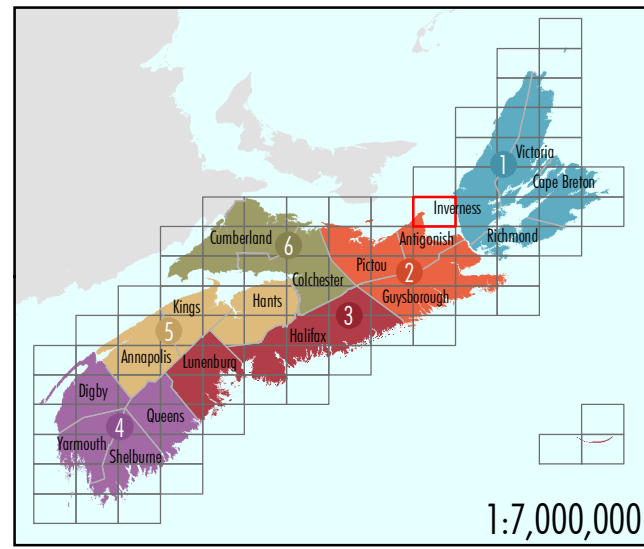 Victoria
1
Cape Breton
Inverness
Cumberland
Antigonish
Richmond
6
Pictou
2
Colchester
Guysborough
Hants
Kings
3
5
Halifax
Annapolis
Lunenburg
Digby
Queens
4
Yarmouth
Shelburne
1:7,000,000